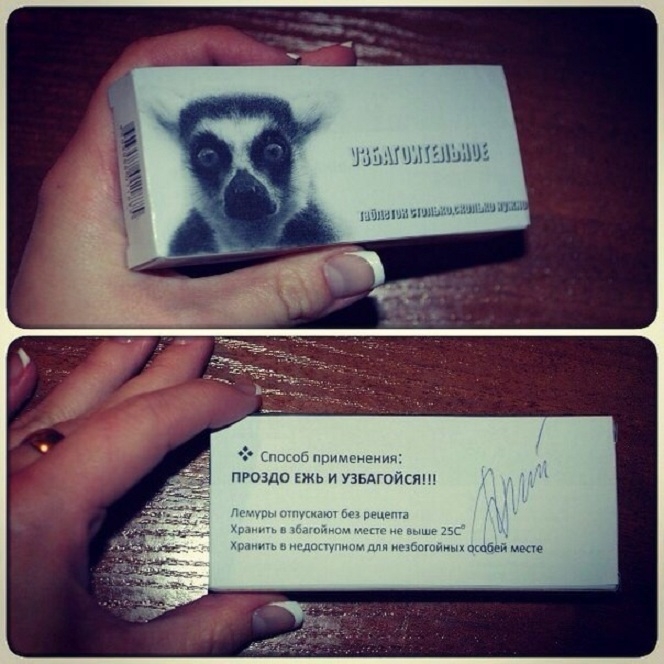 УЗБАГОИТЕЛЬНОЕ
таблеток столько, сколько нужно
Способ применения:
ПРОЗДО ЕЖЬ И УЗБАГОЙСЯ!!!
Лемуры отпускают без рецепта
Хранить в збагойном месте не выше 25С°
Хранить в недоступном для незбогойных особей месте